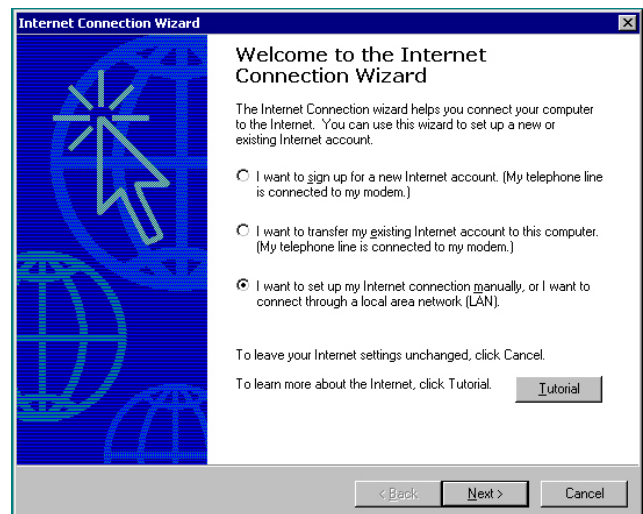 Internet Connection Wizard
Welcome to the Internet
Connection Wizard
The Internet Connection wizard helps you connect your computer
to the Internet. You can use this wizard to set up a new or
existing Internet account.
I want to sign up for a new Internet account. (My telephone line
is connected to my modem.)
I want to transfer my existing Internet account to this computer.
(My telephone line is connected to my modem.)
I want to set up my Internet connection manually, or I want to
connect through a local area network (LAN).
To leave your Internet settings unchanged, click Cancel.
To learn more about the Internet, click Tutorial.
Tutorial
< Back
Next >
Cancel